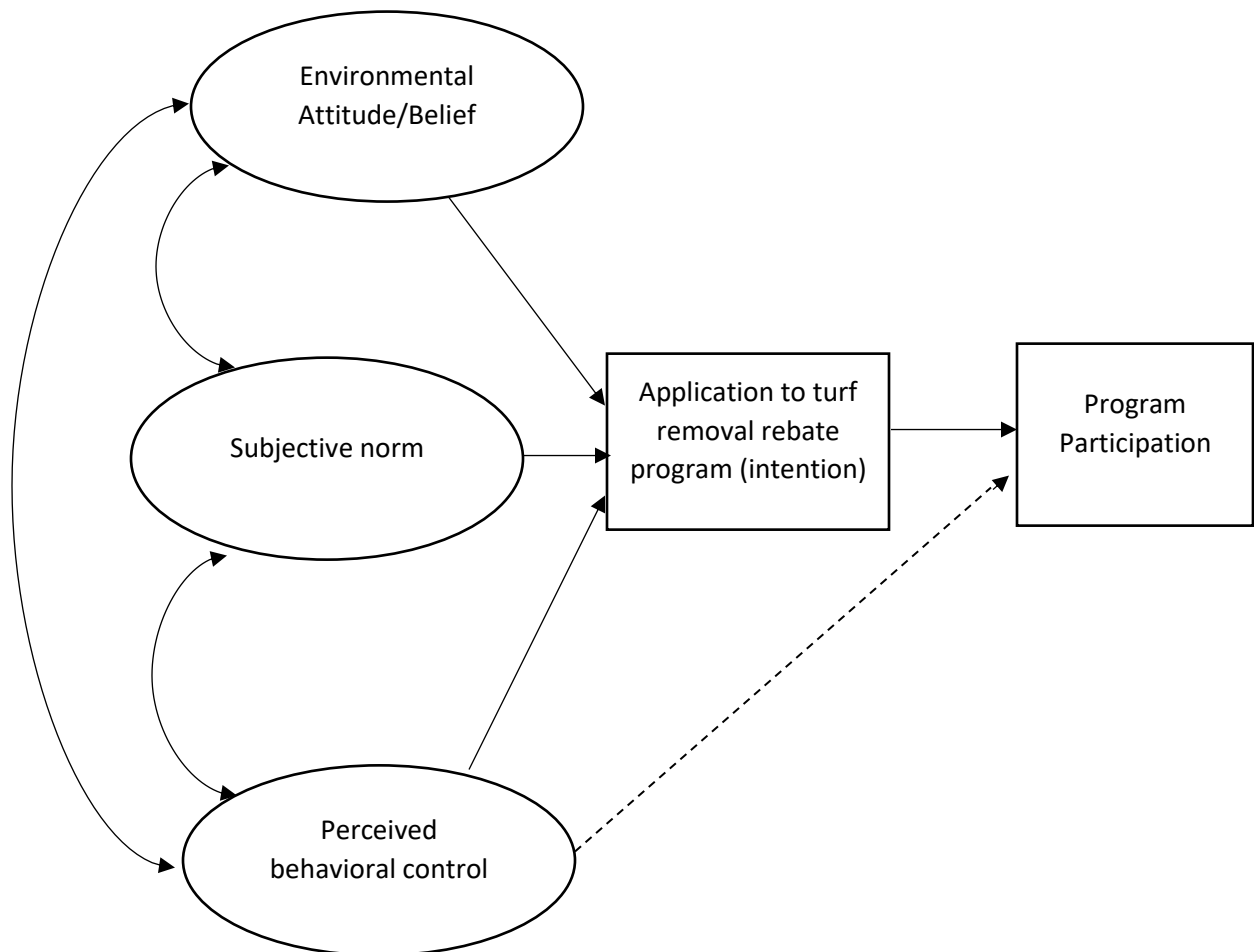 Environmental
Attitude/Belief
Subjective norm
Application to turf
removal rebate
program (intention)
Program
Participation
Perceived
behavioral control